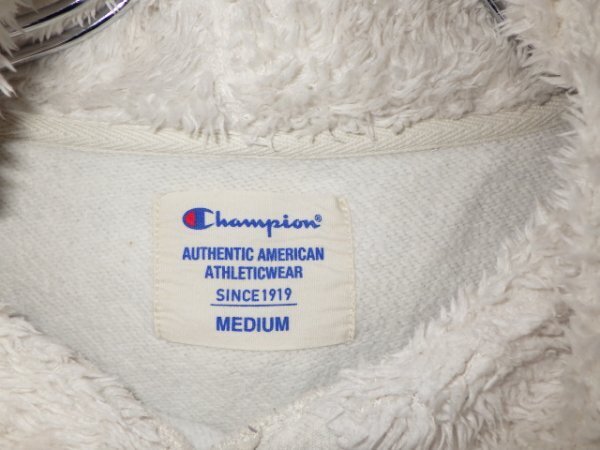 Champion®
AUTHENTIC AMERICAN
ATHLETICWEAR
SINCE 1919
MEDIUM